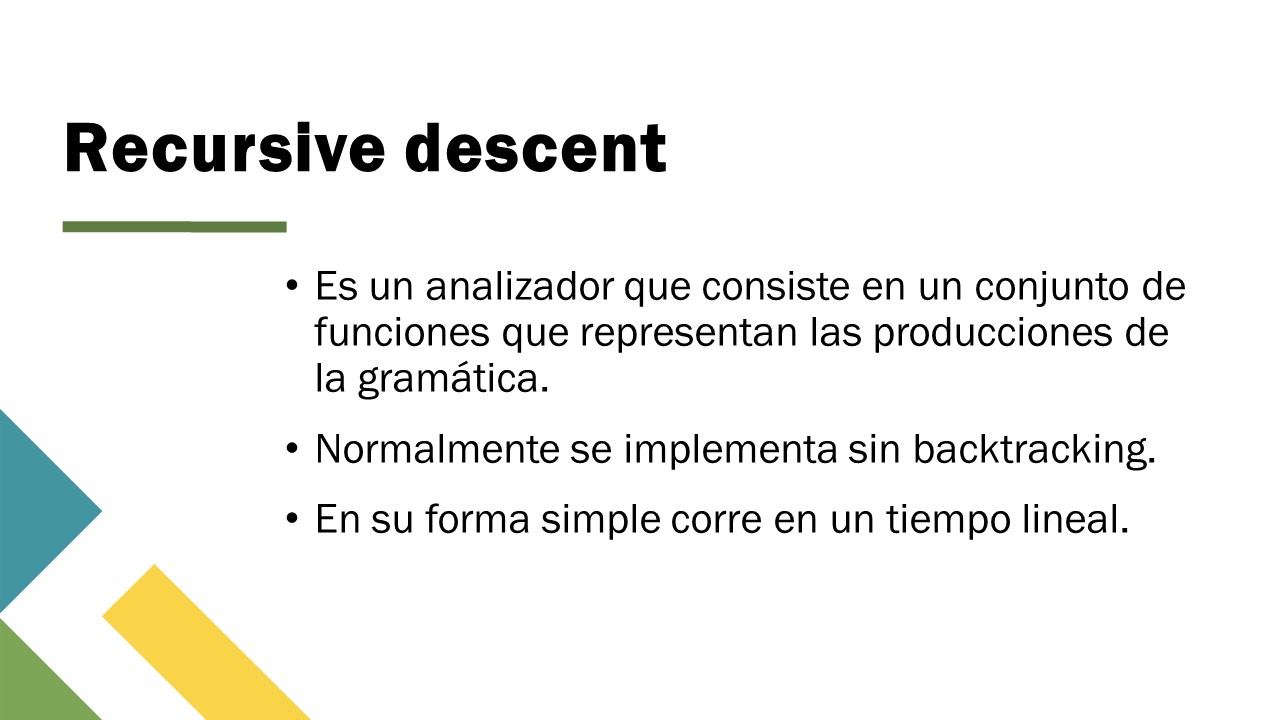 Recursive descent
• Es un analizador que consiste en un conjunto de
funciones que representan las producciones de
la gramática.
• Normalmente se implementa sin backtracking.
• En su forma simple corre en un tiempo lineal.